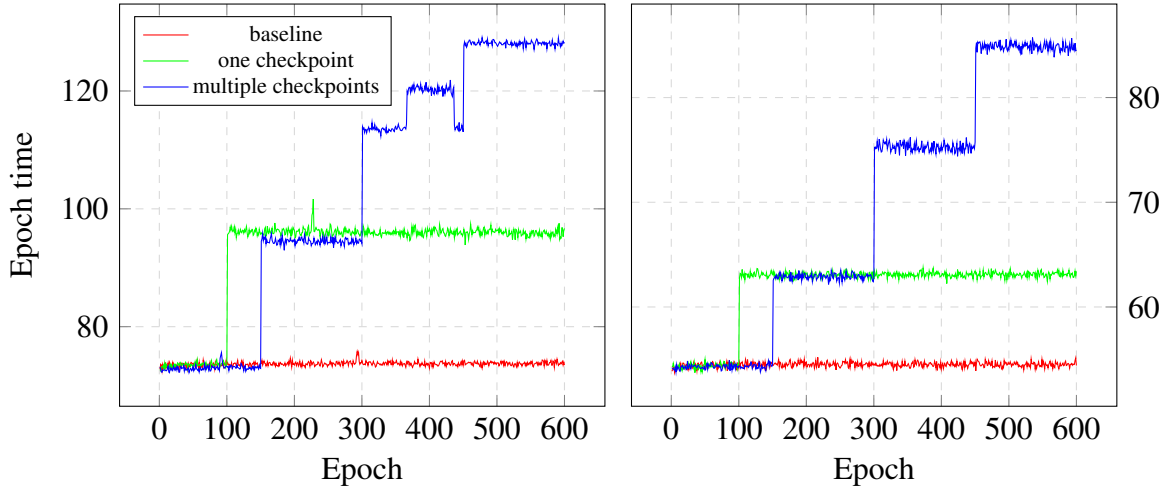 baseline
one checkpoint
multiple checkpoints
120
100
80
Epoch time
0 100 200 300 400 500 600
Epoch
80
70
60
0 100 200 300 400 500 600
Epoch